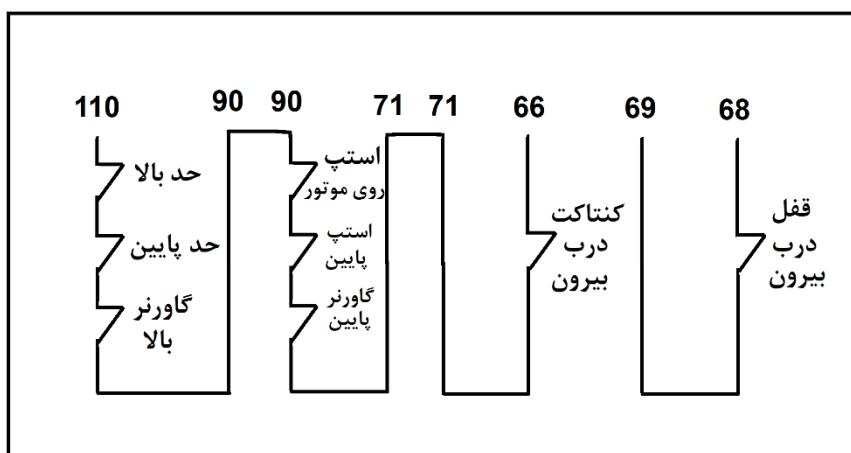 110 90 90 71 71 66 69 68
حد بالا
حد پایین
گاورنر
بالا
استپ
روی موتور
استپ
پایین
گاورنر
پایین
کنتاکت
درب
بیرون
قفل
درب
بیرون